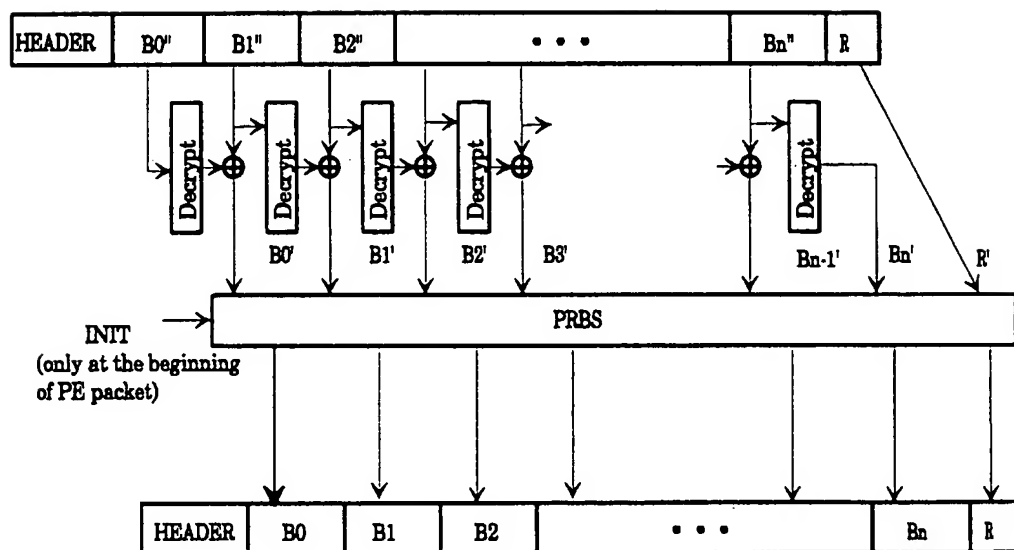 HEADER B0" B1" B2" • • • Bn" R
Decrypt Decrypt Decrypt Decrypt Decrypt
B0' B1' B2' B3' Bn-1' Bn' R'
PRBS
INIT
(only at the beginning
of PE packet)
HEADER B0 B1 B2 • • • Bn R